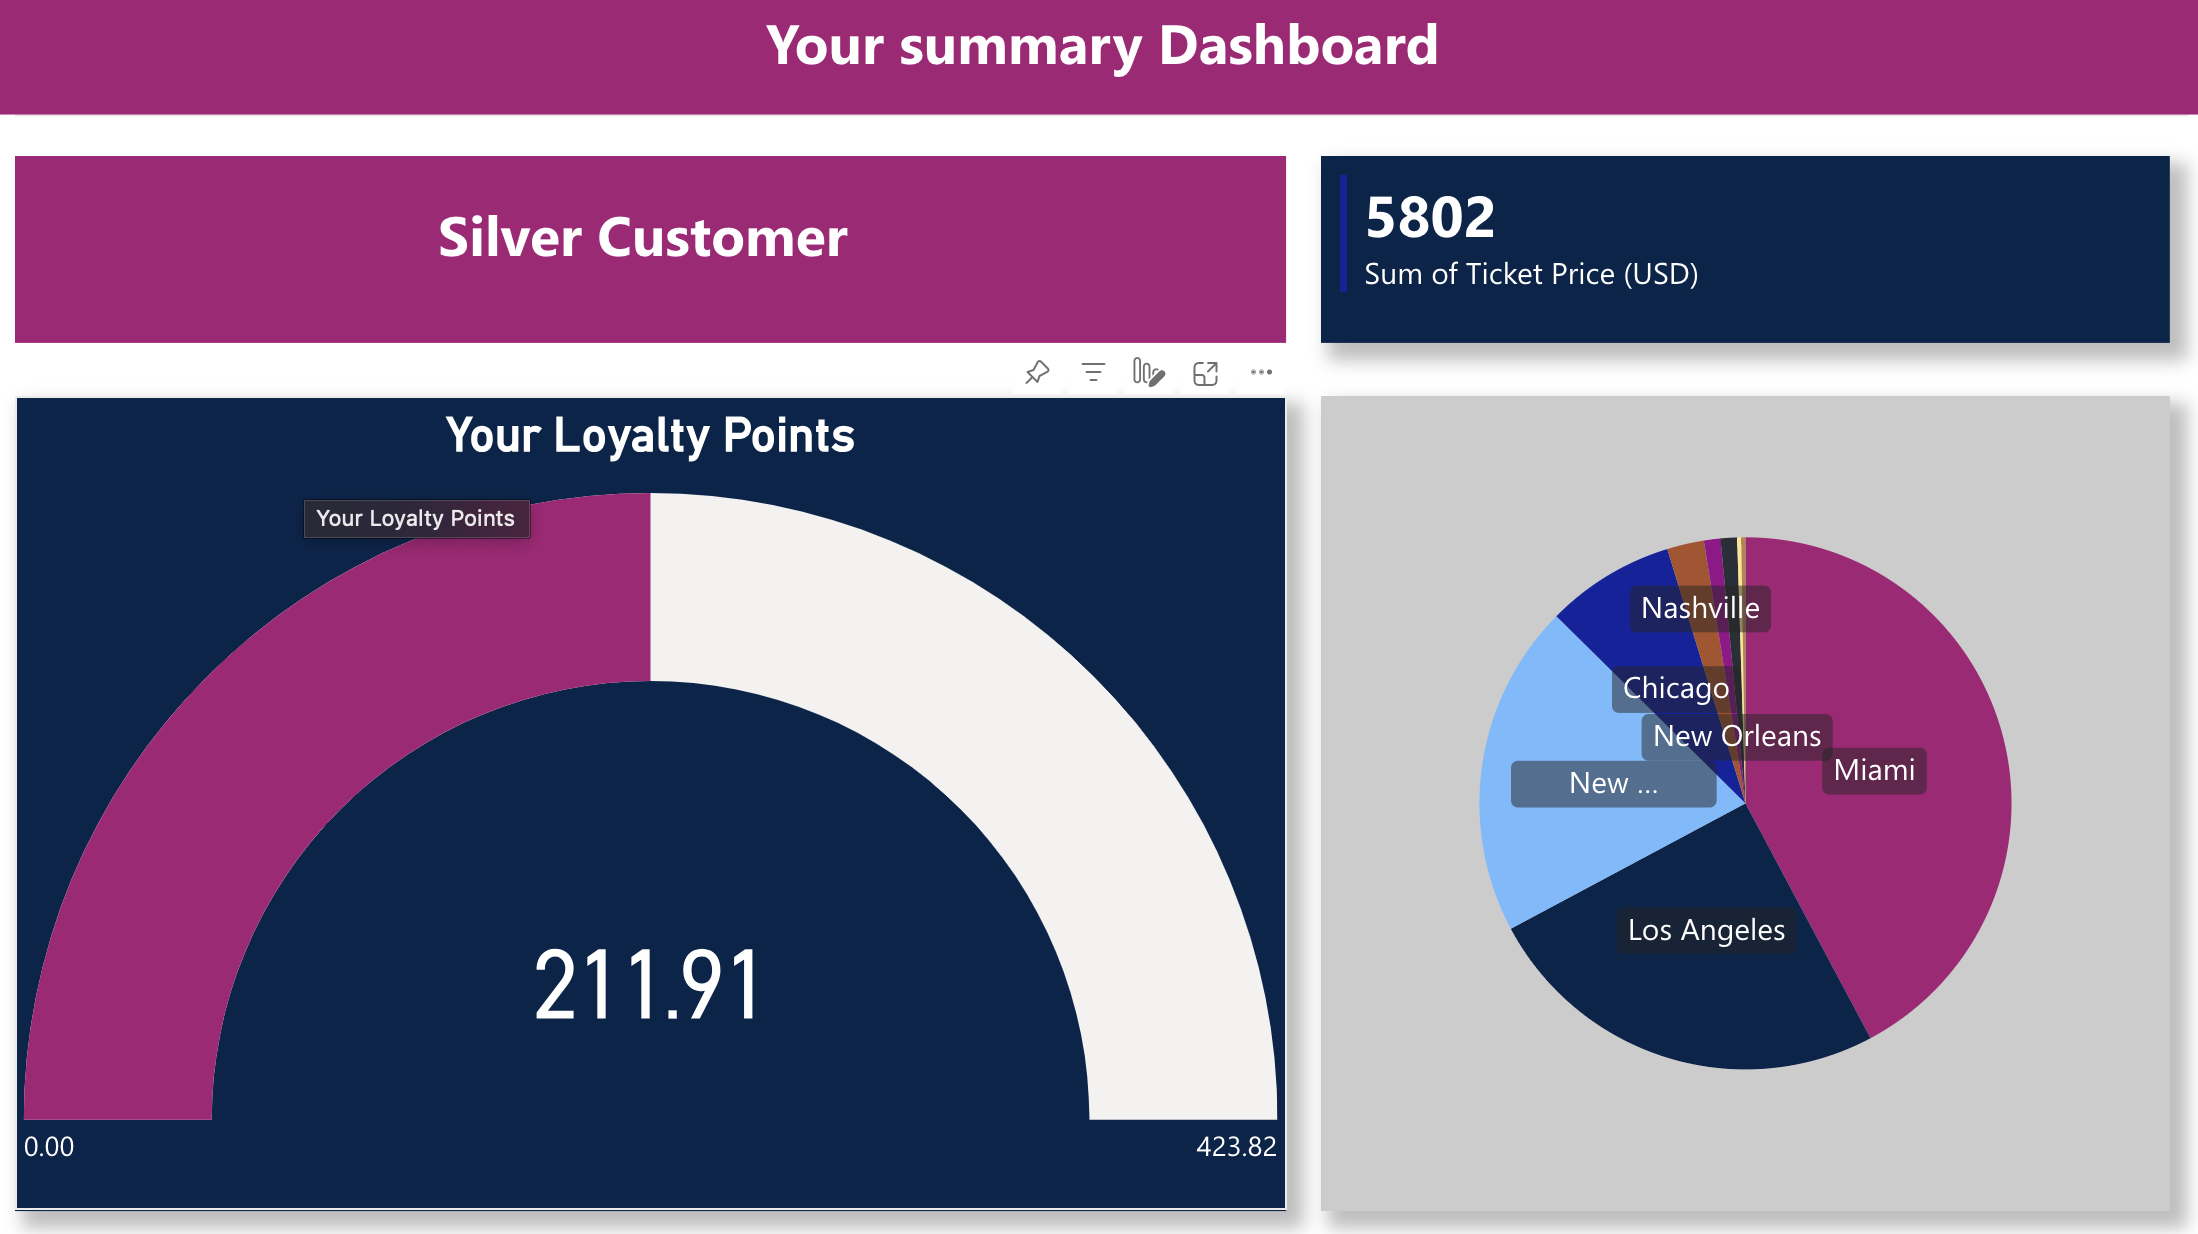 Your summary Dashboard
Silver Customer
5802
Sum of Ticket Price (USD)
Your Loyalty Points
Your Loyalty Points
211.91
0.00
423.82
Nashville
Chicago
New Orleans
Miami
New ...
Los Angeles